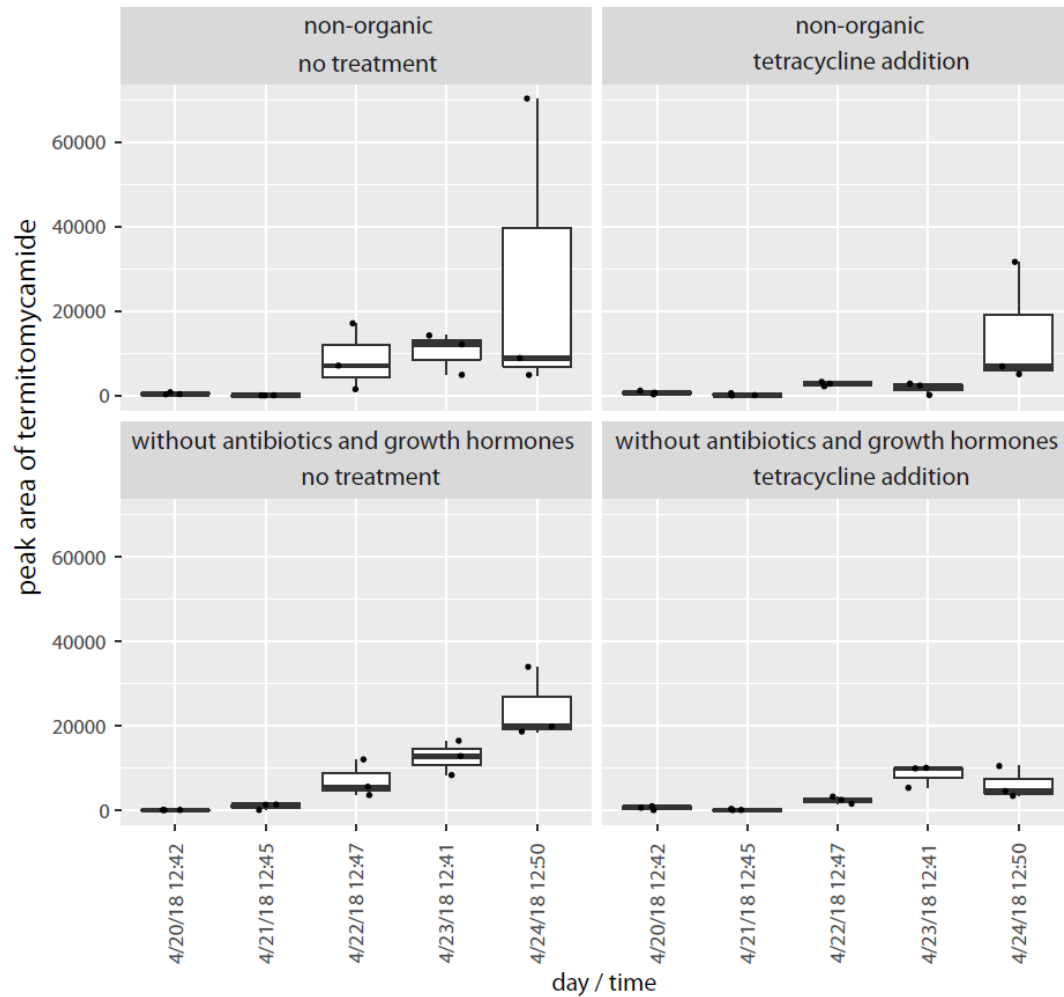 non-organic
no treatment
non-organic
tetracycline addition
peak area of termitomycamide
60000
40000
20000
0
without antibiotics and growth hormones
no treatment
without antibiotics and growth hormones
tetracycline addition
60000
40000
20000
0
4/20/18 12:42
4/21/18 12:45
4/22/18 12:47
4/23/18 12:41
4/24/18 12:50
4/20/18 12:42
4/21/18 12:45
4/22/18 12:47
4/23/18 12:41
4/24/18 12:50
day / time